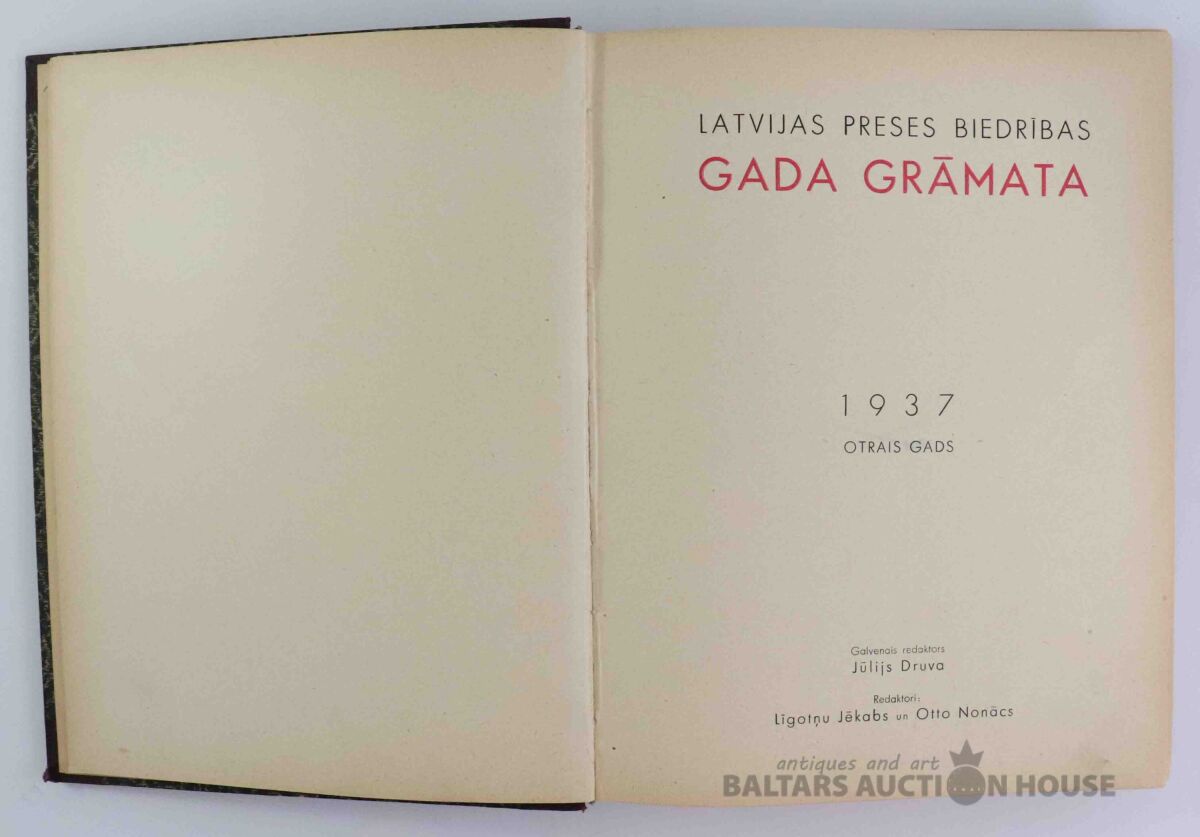 LATVIJAS PRESES BIEDRĪBAS
GADA GRĀMATA
1937
OTRAIS GADS
Galvenais redaktors
Jūlijs Druva
Redaktori:
Līgotņu Jēkabs un Otto Nonācs
antiques and art
BALTARS AUCTION HOUSE